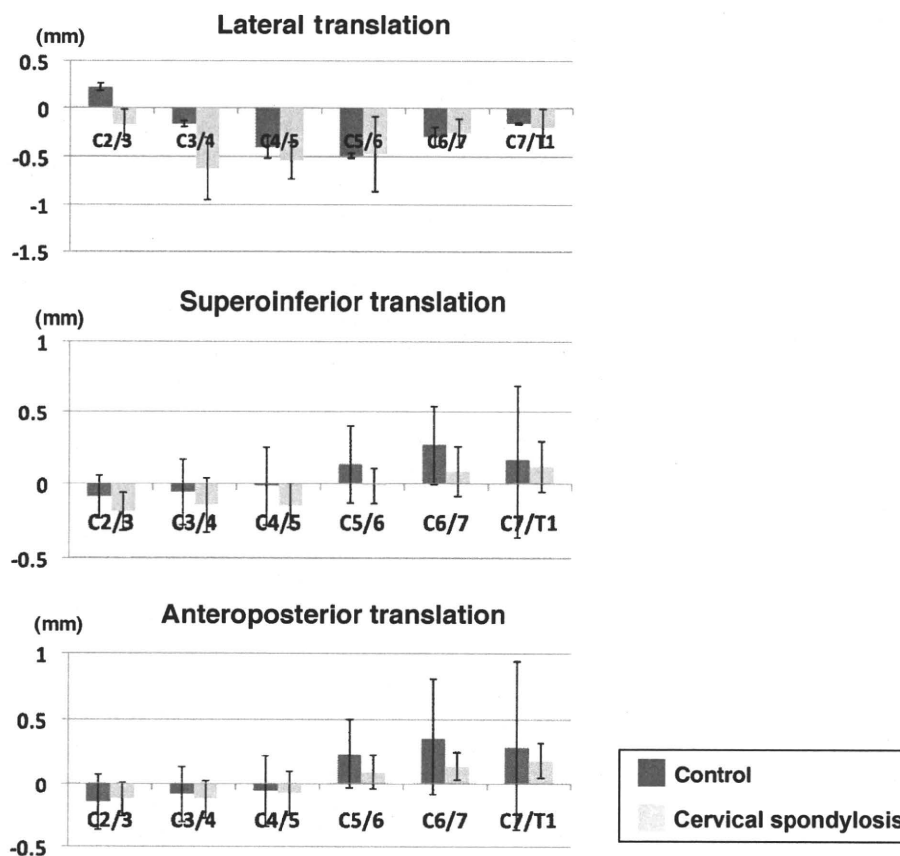 Lateral translation
(mm)
0.5
0
-0.5
-1
-1.5
C2/3 C3/4 C4/5 C5/6 C6/7 C7/T1
Superoinferior translation
(mm)
1
0.5
0
-0.5
C2/3 C3/4 C4/5 C5/6 C6/7 C7/T1
Anteroposterior translation
(mm)
1
0.5
0
-0.5
C2/3 C3/4 C4/5 C5/6 C6/7 C7/T1
Control
Cervical spondylosis